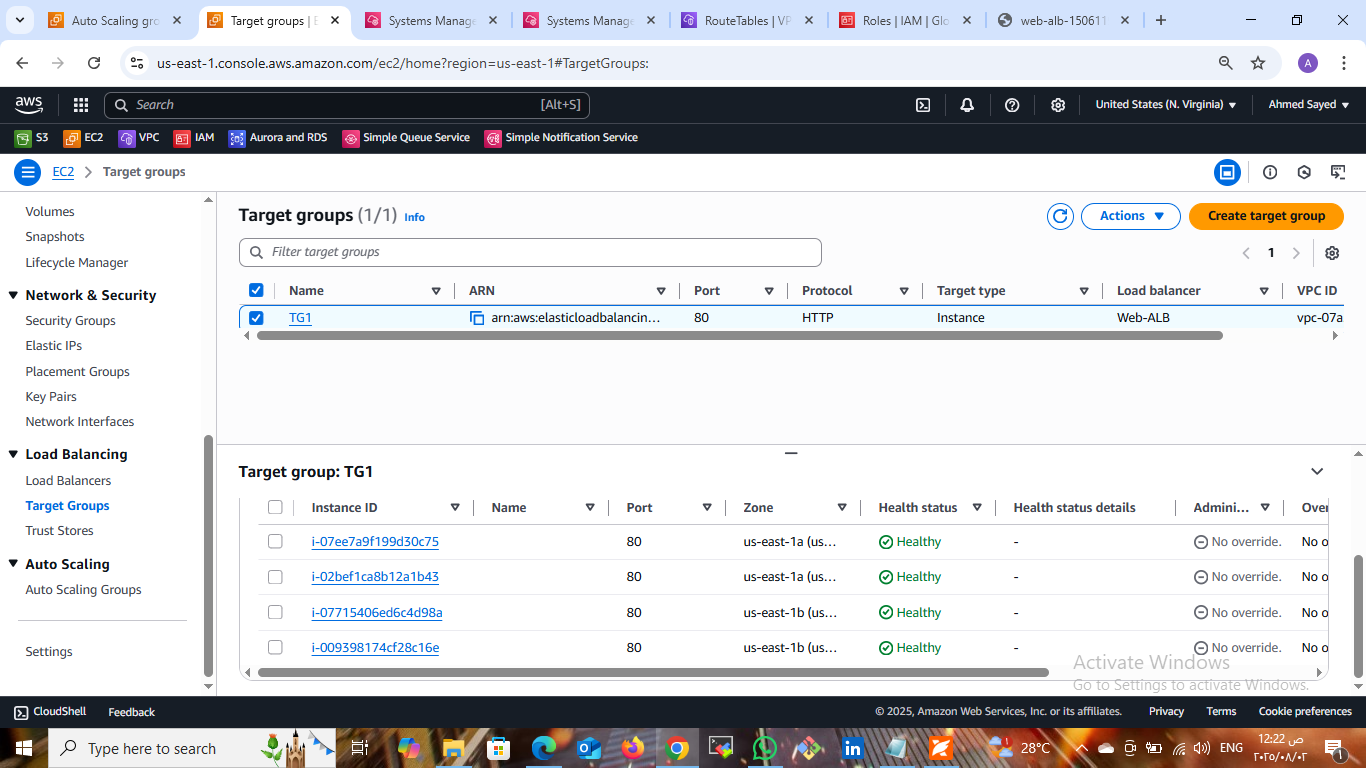 Auto Scaling gro
Target groups | E
Systems Manage
Systems Manage
RouteTables | VP
Roles | IAM | Glo
web-alb-150611
us-east-1.console.aws.amazon.com/ec2/home?region=us-east-1#TargetGroups:
A
aws
Search
[Alt+S]
United States (N. Virginia)
Ahmed Sayed
S3
EC2
VPC
IAM
Aurora and RDS
Simple Queue Service
Simple Notification Service
EC2
Target groups
Volumes
Snapshots
Lifecycle Manager
Network & Security
Security Groups
Elastic IPs
Placement Groups
Key Pairs
Network Interfaces
Load Balancing
Load Balancers
Target Groups
Trust Stores
Auto Scaling
Auto Scaling Groups
Settings
Target groups (1/1) Info
Actions
Create target group
Filter target groups
1
Name ARN Port Protocol Target type Load balancer VPC ID
TG1 arn:aws:elasticloadbalancin... 80 HTTP Instance Web-ALB vpc-07a
Target group: TG1
Instance ID Name Port Zone Health status Health status details Admini... Over
i-07ee7a9f199d30c75 80 us-east-1a (us... Healthy - No override. No o
i-02bef1ca8b12a1b43 80 us-east-1a (us... Healthy - No override. No o
i-07715406ed6c4d98a 80 us-east-1b (us... Healthy - No override. No o
i-009398174cf28c16e 80 us-east-1b (us... Healthy - No override. No o
Activate Windows
Go to Settings to activate Windows.
CloudShell
Feedback
© 2025, Amazon Web Services, Inc. or its affiliates.
Privacy
Terms
Cookie preferences
Type here to search
28°C
ENG
12:22 ص
٢٠٢٥/٠٨/٠٢
1